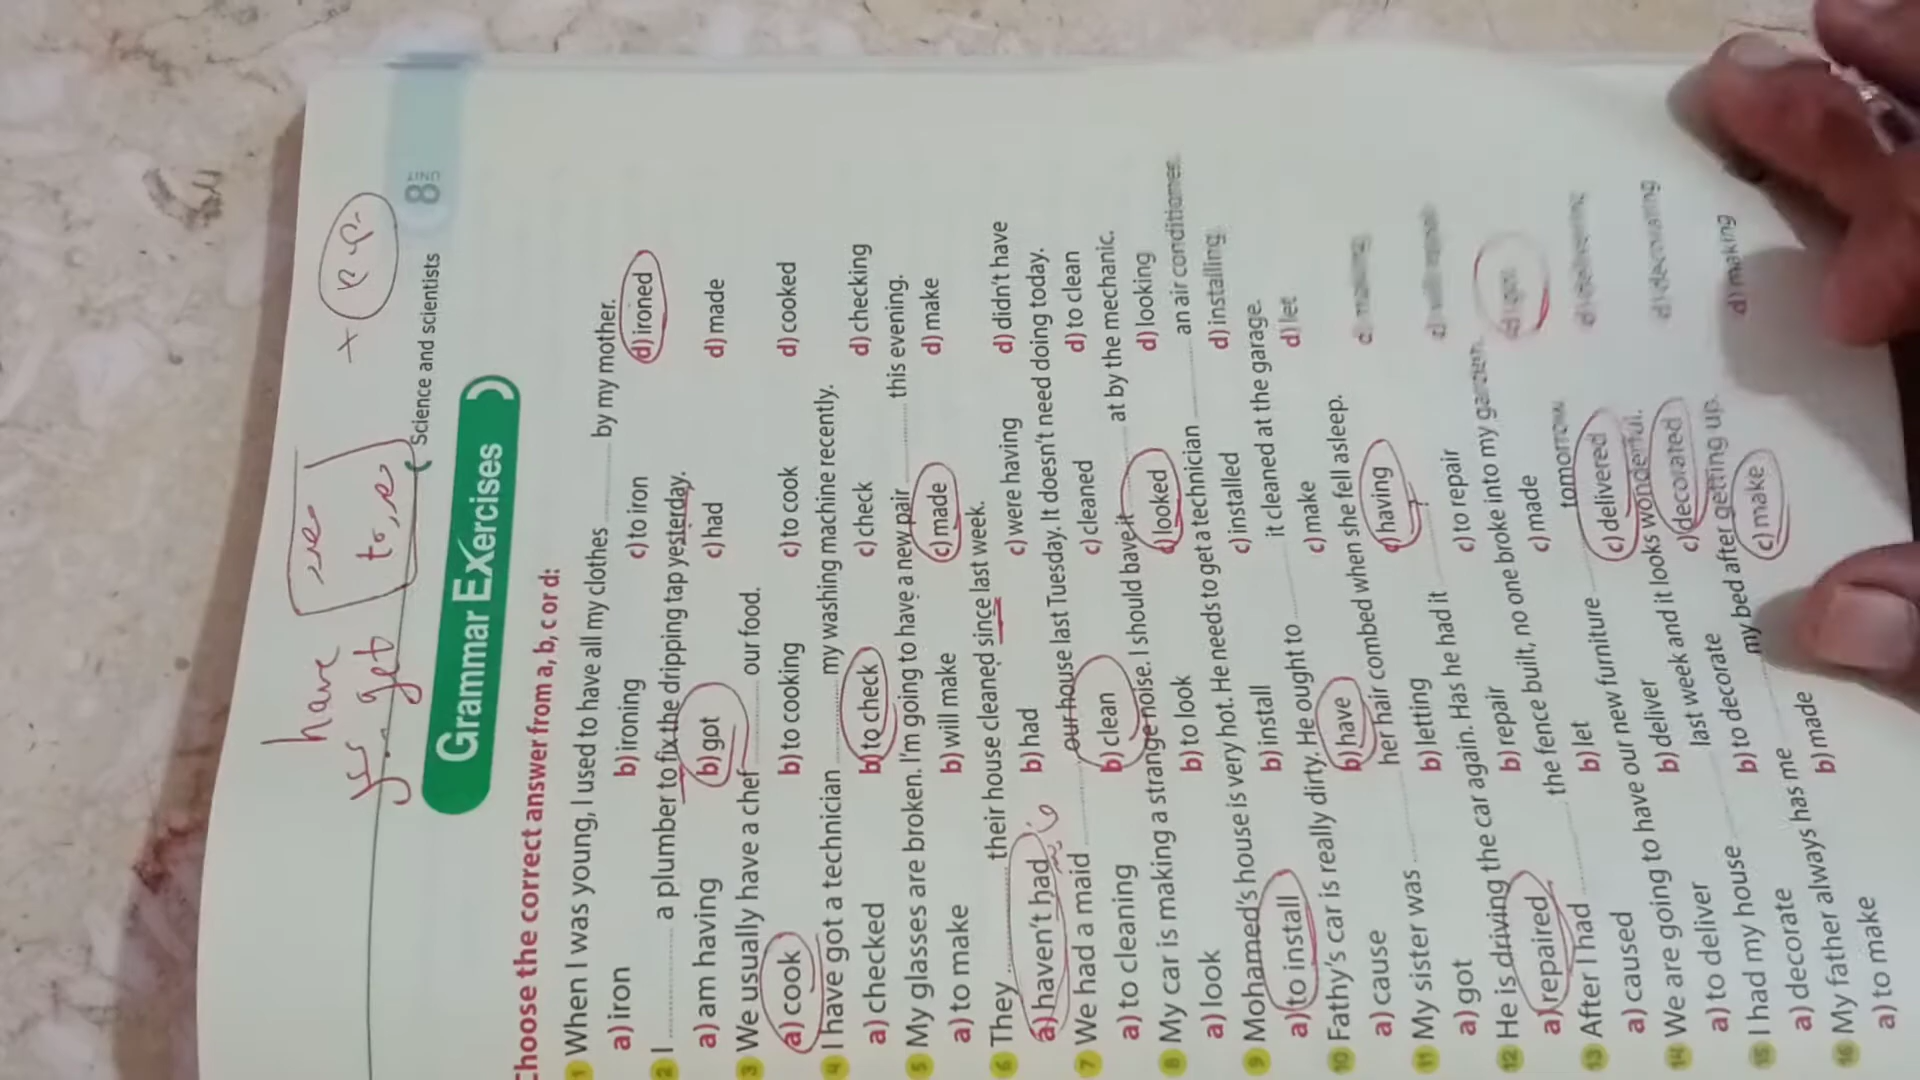 have
get
to
+ P.P.
Science and scientists
8
Grammar Exercises
Choose the correct answer from a, b, c or d:
1 When I was young, I used to have all my clothes ............ by my mother.
a) iron b) ironing c) to iron d) ironed
2 I ............ a plumber to fix the dripping tap yesterday.
a) am having b) got c) had d) made
3 We usually have a chef ............ our food.
a) cook b) to cooking c) to cook d) cooked
4 I have got a technician ............ my washing machine recently.
a) checked b) to check c) check d) checking
5 My glasses are broken. I'm going to have a new pair ............ this evening.
a) to make b) will make c) made d) make
6 They ............ their house cleaned since last week.
a) haven't had b) had c) were having d) didn't have
7 We had a maid ............ our house last Tuesday. It doesn't need doing today.
a) to cleaning b) clean c) cleaned d) to clean
8 My car is making a strange noise. I should have it ............ at by the mechanic.
a) look b) to look c) looked d) looking
9 Mohamed's house is very hot. He needs to get a technician ............ an air conditioner.
a) to install b) install c) installed d) installing
10 Fathy's car is really dirty. He ought to ............ it cleaned at the garage.
a) cause b) have c) make d) let
11 My sister was ............ her hair combed when she fell asleep.
a) got b) letting c) having d) making
12 He is driving the car again. Has he had it ............
a) repaired b) repair c) to repair d) will repair
13 After I had ............ the fence built, no one broke into my garden.
a) caused b) let c) made d) got
14 We are going to have our new furniture ............ tomorrow
a) to deliver b) deliver c) delivered d) delivering
15 I had my house ............ last week and it looks wonderful.
a) decorate b) to decorate c) decorated d) decorating
16 My father always has me ............ my bed after getting up.
a) to make b) made c) make d) making